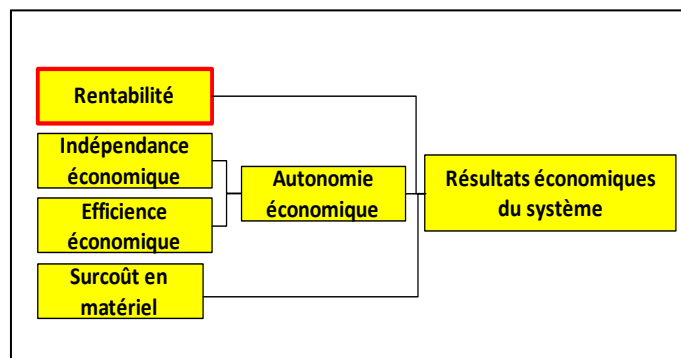 Rentabilité
Indépendance
économique
Efficience
économique
Surcoût en
matériel
Autonomie
économique
Résultats économiques
du système